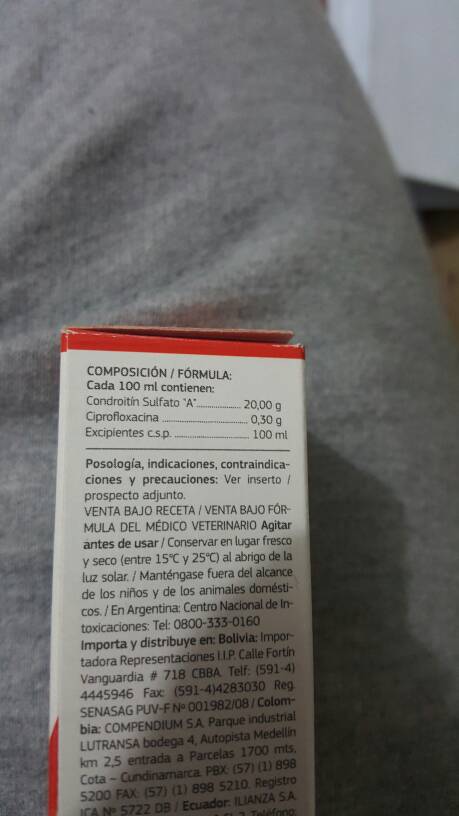 COMPOSICIÓN / FÓRMULA:
Cada 100 ml contienen:
Condroitín Sulfato "A" ................ 20,00 g
Ciprofloxacina ................ 0,30 g
Excipientes c.s.p. ................ 100 ml
Posología, indicaciones, contraindica-
ciones y precauciones: Ver inserto /
prospecto adjunto.
VENTA BAJO RECETA / VENTA BAJO FÓR-
MULA DEL MÉDICO VETERINARIO Agitar
antes de usar / Conservar en lugar fresco
y seco (entre 15°C y 25°C) al abrigo de la
luz solar. / Manténgase fuera del alcance
de los niños y de los animales domésti-
cos. / En Argentina: Centro Nacional de In-
toxicaciones: Tel: 0800-333-0160
Importa y distribuye en: Bolivia: Impor-
tadora Representaciones I.I.P. Calle Fortín
Vanguardia # 718 CBBA. Telf: (591-4)
4445946 Fax: (591-4)4283030 Reg.
SENASAG PUV-F Nº 001982/08 / Colom-
bia: COMPENDIUM S.A. Parque industrial
LUTRANSA bodega 4, Autopista Medellín
km 2,5 entrada a Parcelas 1700 mts.
Cota - Cundinamarca. PBX: (57) (1) 898
5200 FAX: (57) (1) 898 5210. Registro
ICA Nº 5722 DB / Ecuador: ILIANZA S.A.
Teléfono: